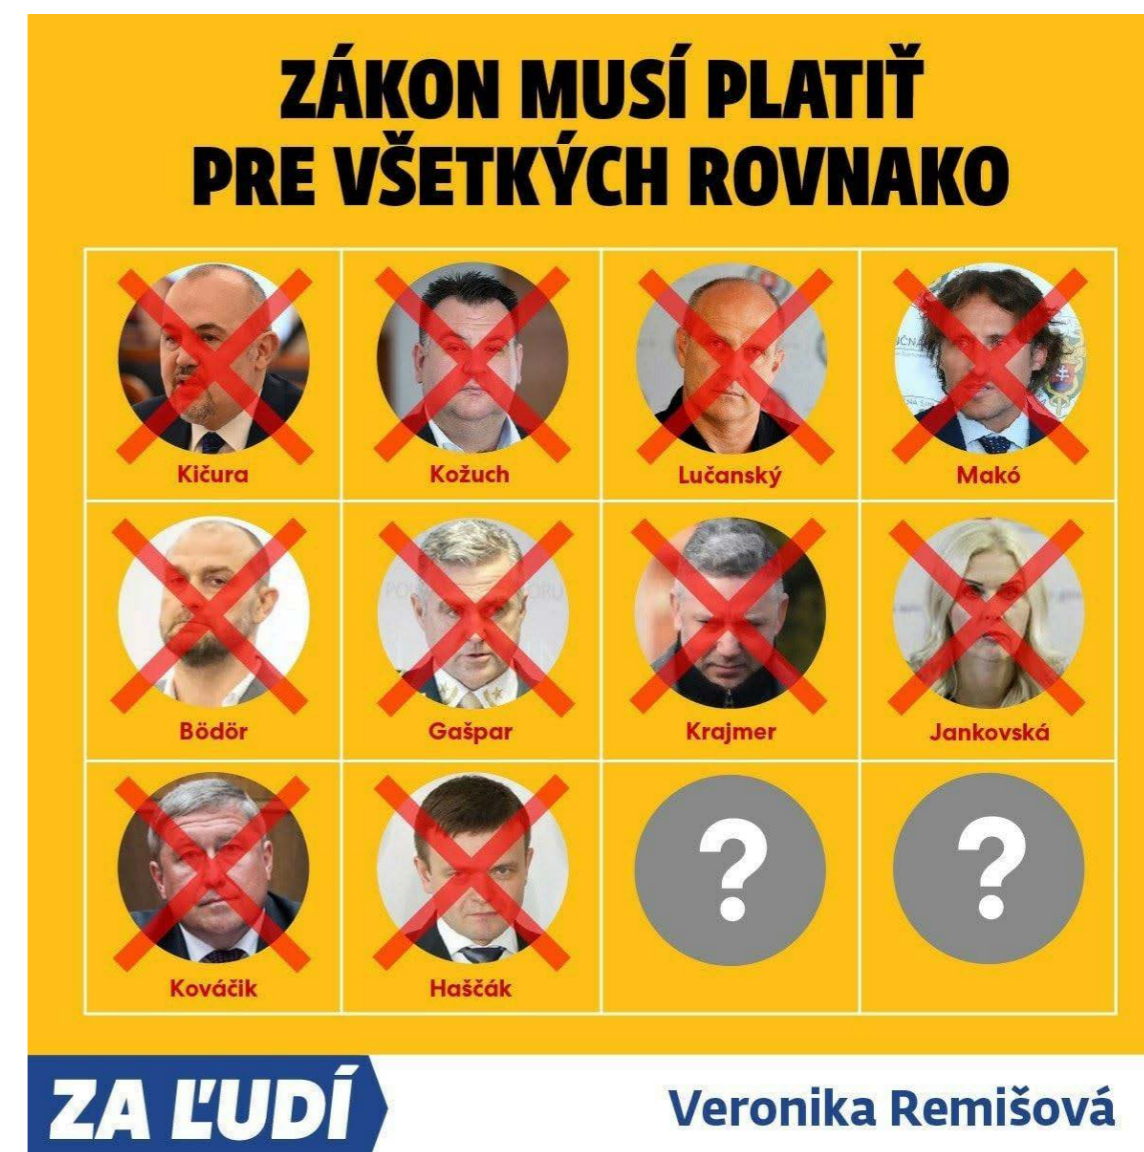 ZÁKON MUSÍ PLATIŤ
PRE VŠETKÝCH ROVNAKO
Kičura Kožuch Lučanský Makó
Bödör Gašpar Krajmer Jankovská
Kováčik Haščák ? ?
ZA ĽUDÍ Veronika Remišová